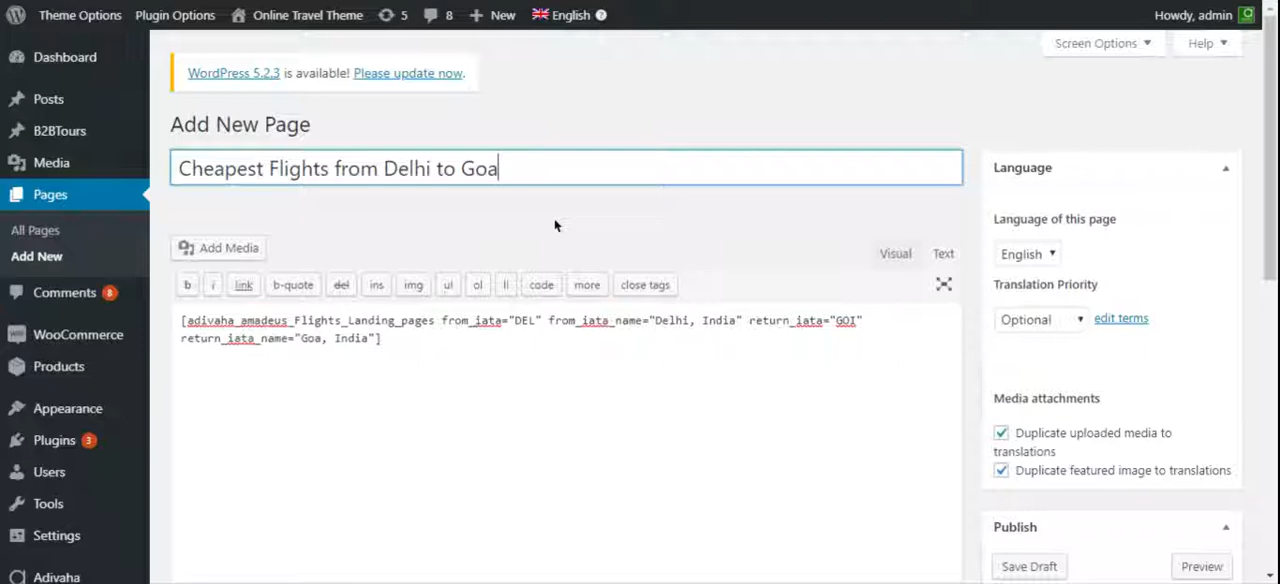 Theme Options Plugin Options Online Travel Theme 5 8 New English Howdy, admin
Screen Options Help
Dashboard
Posts
B2BTours
Media
Pages
All Pages
Add New
Comments 8
WooCommerce
Products
Appearance
Plugins 3
Users
Tools
Settings
Adivaha
WordPress 5.2.3 is available! Please update now.
Add New Page
Cheapest Flights from Delhi to Goa
Add Media
Visual Text
b i link b-quote del ins img ul ol li code more close tags
[adivaha_amadeus_Flights_Landing_pages from_iata="DEL" from_iata_name="Delhi, India" return_iata="GOI"
return_iata_name="Goa, India"]
Language
Language of this page
English
Translation Priority
Optional edit terms
Media attachments
Duplicate uploaded media to
translations
Duplicate featured image to translations
Publish
Save Draft Preview